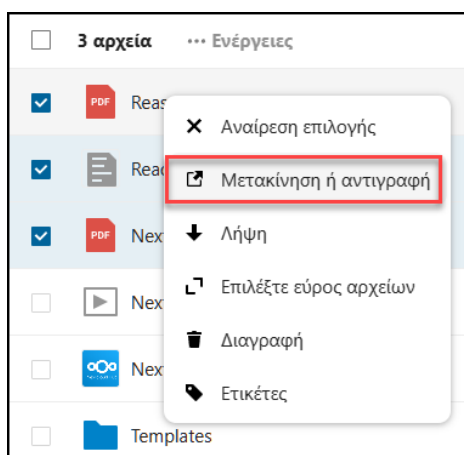 3 αρχεία ··· Ενέργειες
PDF Reas
Αναίρεση επιλογής
Read
Μετακίνηση ή αντιγραφή
PDF Nex
Λήψη
Επιλέξτε εύρος αρχείων
Nex
Διαγραφή
Nex
Ετικέτες
Templates